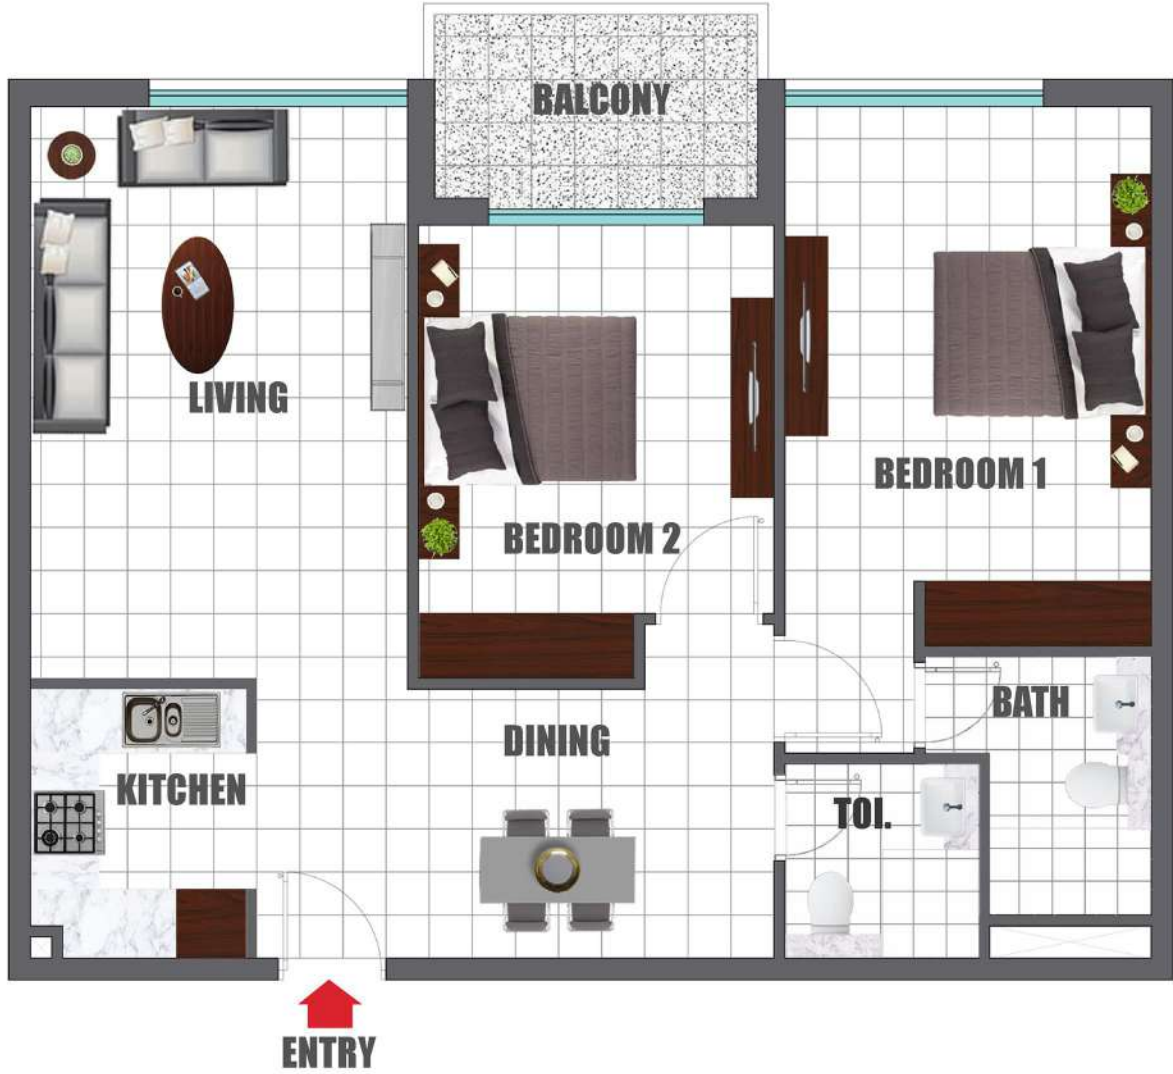 BALCONY
LIVING
BEDROOM 1
BEDROOM 2
BATH
DINING
KITCHEN
TOI.
ENTRY